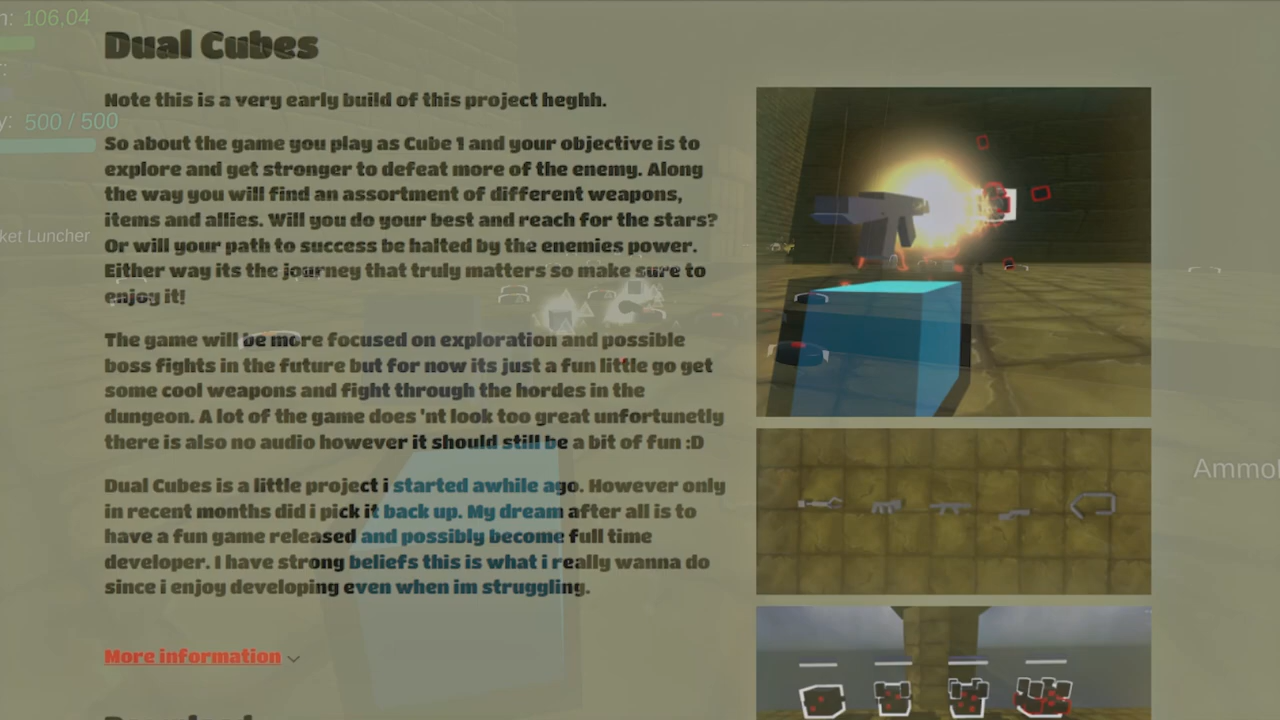 106,04
Dual Cubes
Note this is a very early build of this project heghh.
500 / 500
So about the game you play as Cube 1 and your objective is to
explore and get stronger to defeat more of the enemy. Along
the way you will find an assortment of different weapons,
items and allies. Will you do your best and reach for the stars?
Or will your path to success be halted by the enemies power.
Either way its the journey that truly matters so make sure to
enjoy it!
ket Luncher
The game will be more focused on exploration and possible
boss fights in the future but for now its just a fun little go get
some cool weapons and fight through the hordes in the
dungeon. A lot of the game does 'nt look too great unfortunetly
there is also no audio however it should still be a bit of fun :D
Ammo
Dual Cubes is a little project i started awhile ago. However only
in recent months did i pick it back up. My dream after all is to
have a fun game released and possibly become full time
developer. I have strong beliefs this is what i really wanna do
since i enjoy developing even when im struggling.
More information